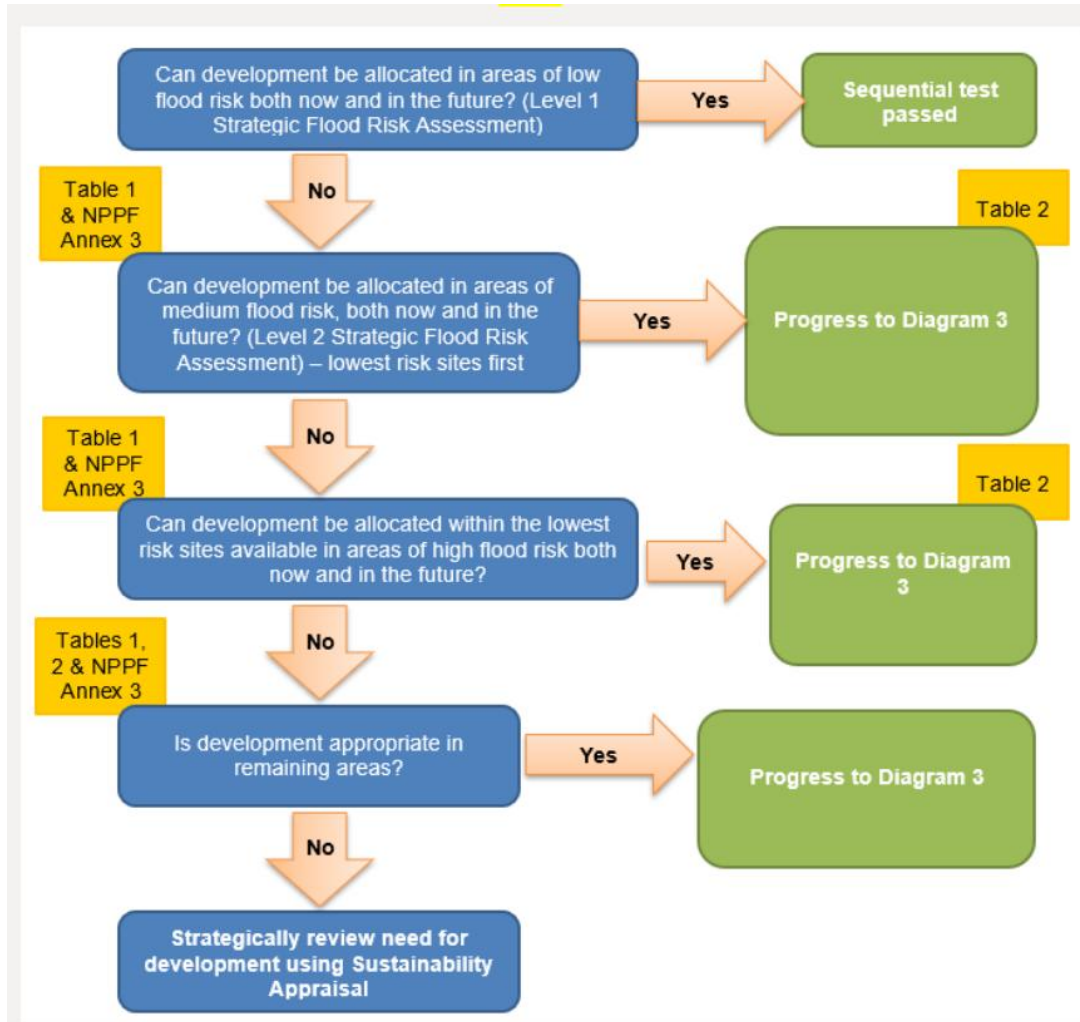 Can development be allocated in areas of low
flood risk both now and in the future? (Level 1
Strategic Flood Risk Assessment)
Yes
Sequential test
passed
No
Table 1
& NPPF
Annex 3
Table 2
Can development be allocated in areas of
medium flood risk, both now and in the
future? (Level 2 Strategic Flood Risk
Assessment) – lowest risk sites first
Yes
Progress to Diagram 3
No
Table 1
& NPPF
Annex 3
Table 2
Can development be allocated within the lowest
risk sites available in areas of high flood risk both
now and in the future?
Yes
Progress to Diagram
3
No
Tables 1,
2 & NPPF
Annex 3
Is development appropriate in
remaining areas?
Yes
Progress to Diagram 3
No
Strategically review need for
development using Sustainability
Appraisal